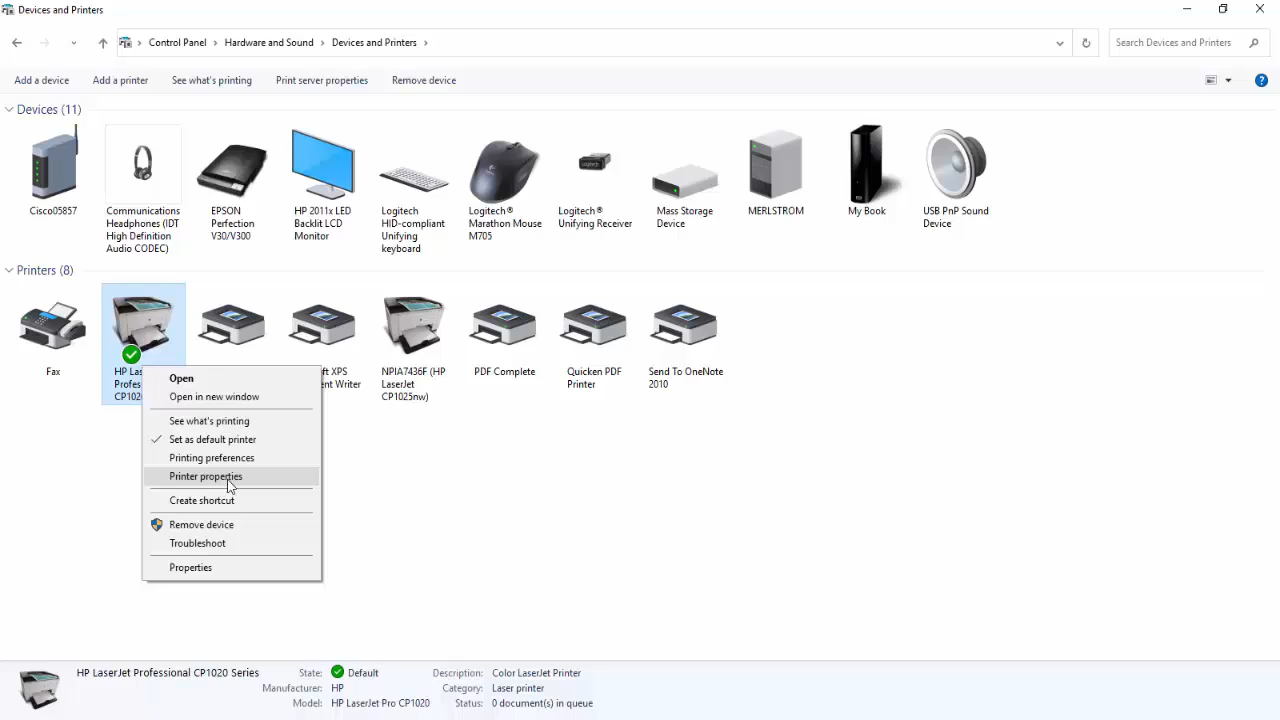 Devices and Printers
Control Panel > Hardware and Sound > Devices and Printers >
Search Devices and Printers
Add a device
Add a printer
See what's printing
Print server properties
Remove device
Devices (11)
Cisco05857
Communications
Headphones (IDT
High Definition
Audio CODEC)
EPSON
Perfection
V30/V300
HP 2011x LED
Backlit LCD
Monitor
Logitech
HID-compliant
Unifying
keyboard
Logitech®
Marathon Mouse
M705
Logitech®
Unifying Receiver
Mass Storage
Device
MERLSTROM
My Book
USB PnP Sound
Device
Printers (8)
Fax
HP Las
Profes
CP102
ft XPS
ent Writer
NPIA7436F (HP
LaserJet
CP1025nw)
PDF Complete
Quicken PDF
Printer
Send To OneNote
2010
Open
Open in new window
See what's printing
Set as default printer
Printing preferences
Printer properties
Create shortcut
Remove device
Troubleshoot
Properties
HP LaserJet Professional CP1020 Series
State: Default
Manufacturer: HP
Model: HP LaserJet Pro CP1020
Description: Color LaserJet Printer
Category: Laser printer
Status: 0 document(s) in queue